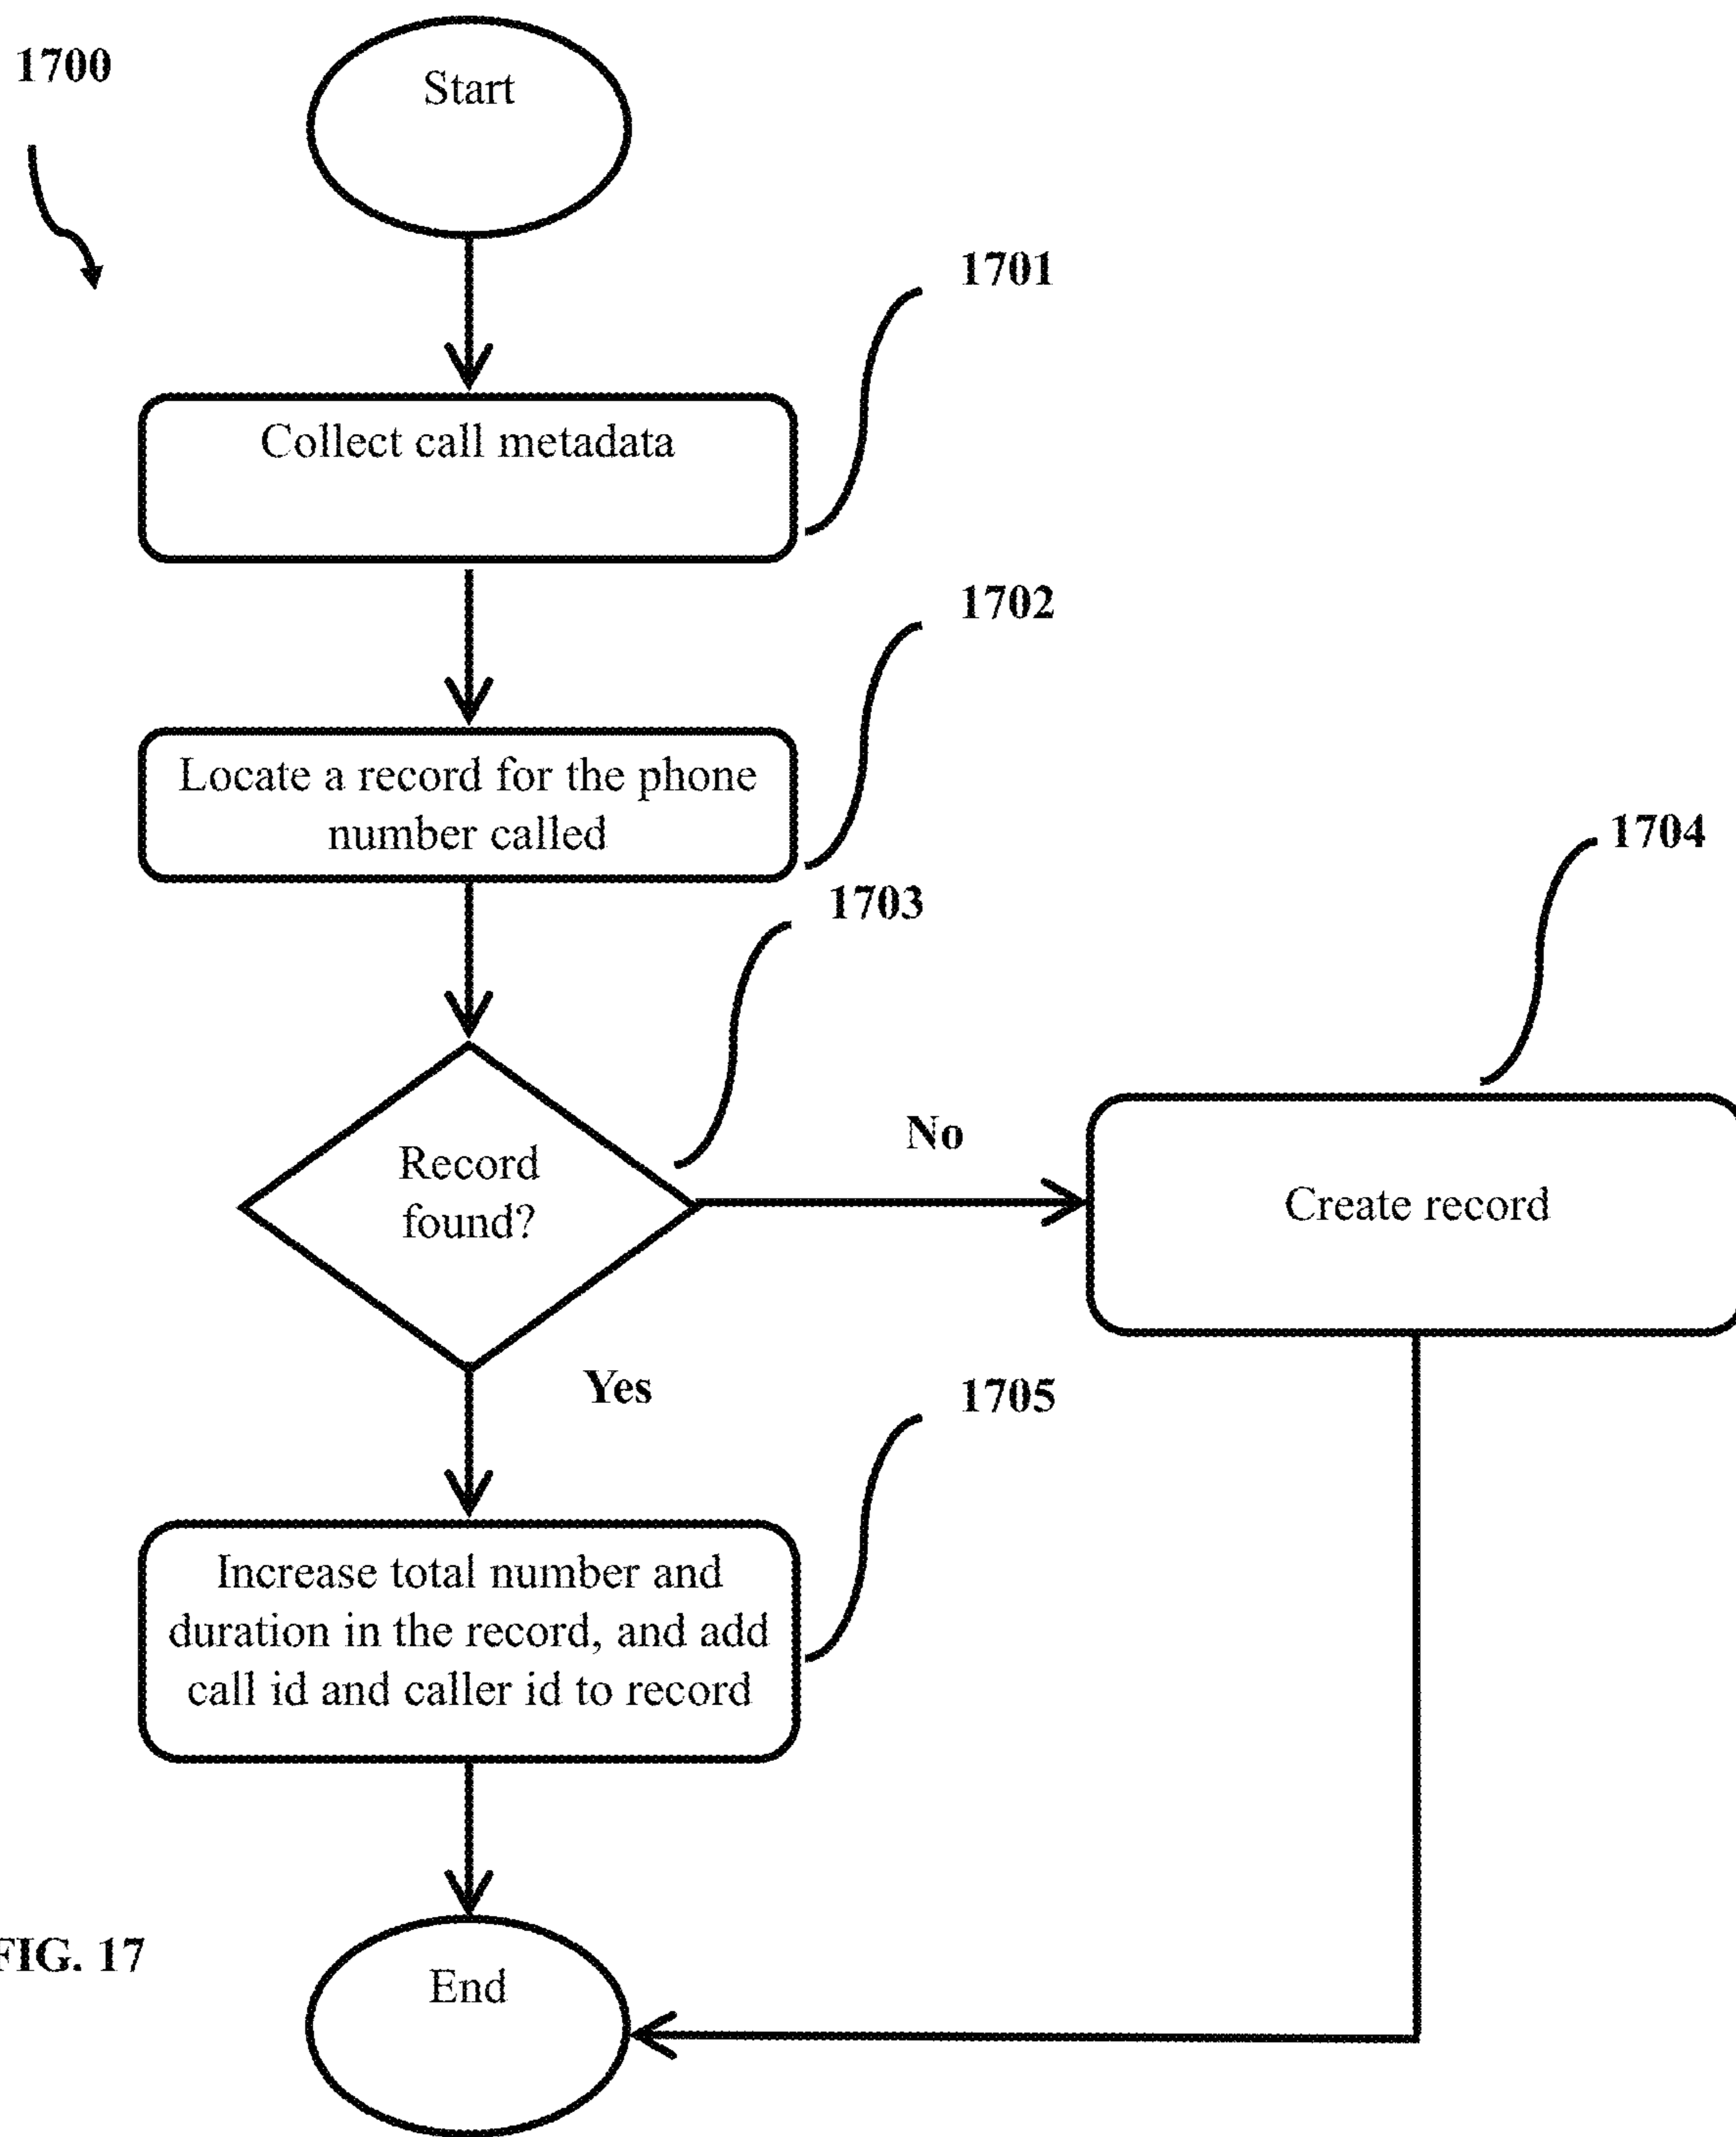 1700
Start
1701
Collect call metadata
1702
Locate a record for the phone
number called
1703
1704
Record
found?
No
Create record
Yes
1705
Increase total number and
duration in the record, and add
call id and caller id to record
FIG. 17
End